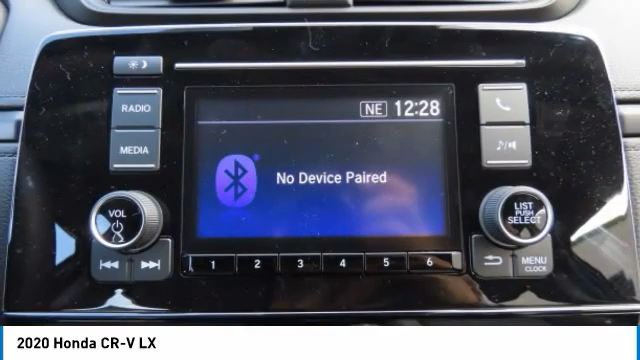 RADIO
NE 12:28
MEDIA
No Device Paired
VOL
LIST
PUSH
SELECT
1 2 3 4 5 6
MENU
CLOCK
2020 Honda CR-V LX